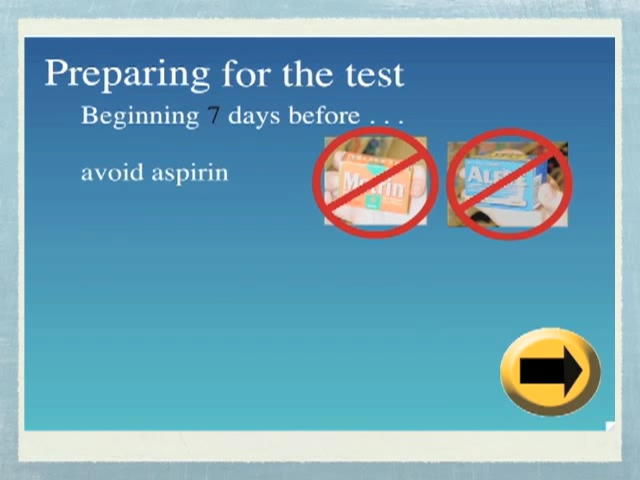 Preparing for the test
Beginning 7 days before . . .
avoid aspirin
Motrin
ALEVE